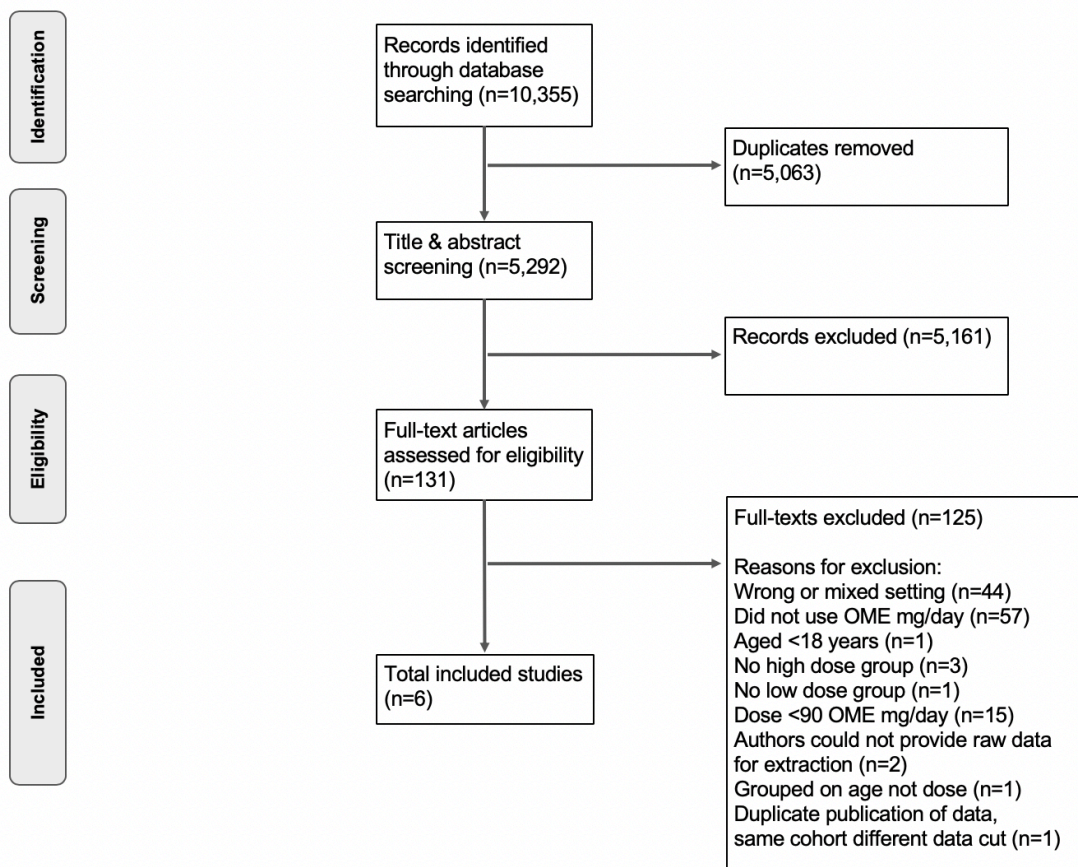 Identification
Records identified
through database
searching (n=10,355)
Duplicates removed
(n=5,063)
Screening
Title & abstract
screening (n=5,292)
Records excluded (n=5,161)
Eligibility
Full-text articles
assessed for eligibility
(n=131)
Full-texts excluded (n=125)
Reasons for exclusion:
Wrong or mixed setting (n=44)
Did not use OME mg/day (n=57)
Aged <18 years (n=1)
No high dose group (n=3)
No low dose group (n=1)
Dose <90 OME mg/day (n=15)
Authors could not provide raw data
for extraction (n=2)
Grouped on age not dose (n=1)
Duplicate publication of data,
same cohort different data cut (n=1)
Included
Total included studies
(n=6)